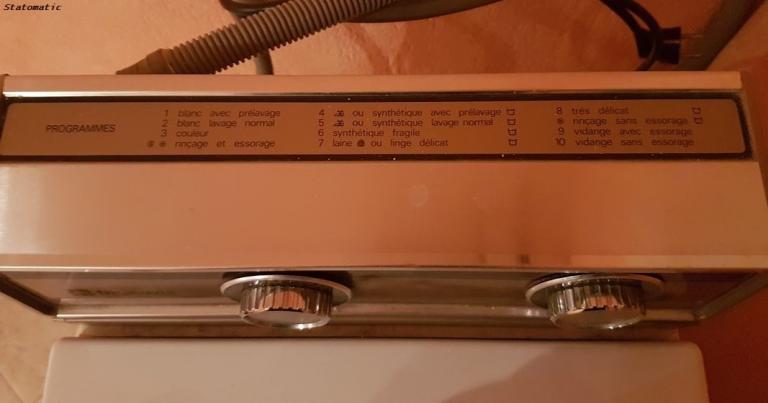 Statomatic
PROGRAMMES
1 blanc avec prélavage
2 blanc lavage normal
3 couleur
rinçage et essorage
4 ou synthétique avec prélavage
5 ou synthétique lavage normal
6 synthétique fragile
7 laine ou linge délicat
8 très délicat
rinçage sans essorage
9 vidange avec essorage
10 vidange sans essorage